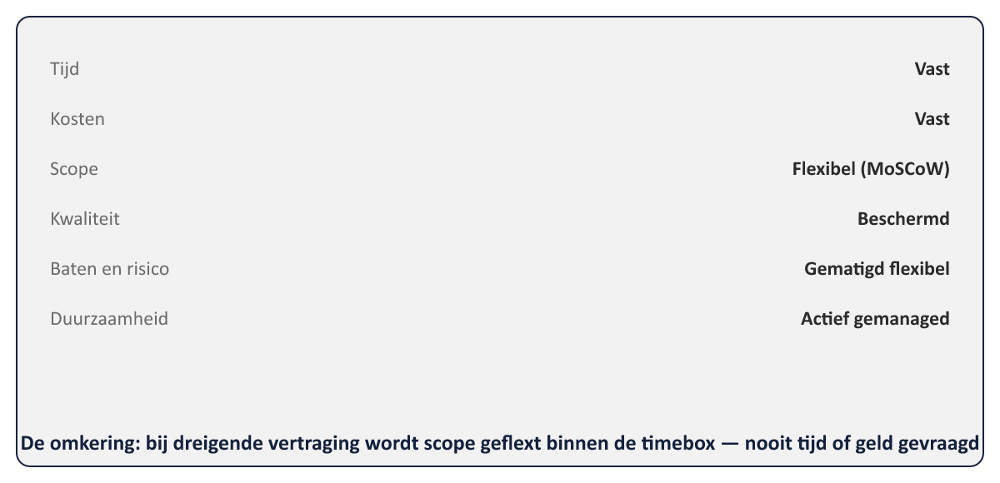 Tijd Vast
Kosten Vast
Scope Flexibel (MoSCoW)
Kwaliteit Beschermd
Baten en risico Gematigd flexibel
Duurzaamheid Actief gemanaged
De omkering: bij dreigende vertraging wordt scope geflext binnen de timebox — nooit tijd of geld gevraagd